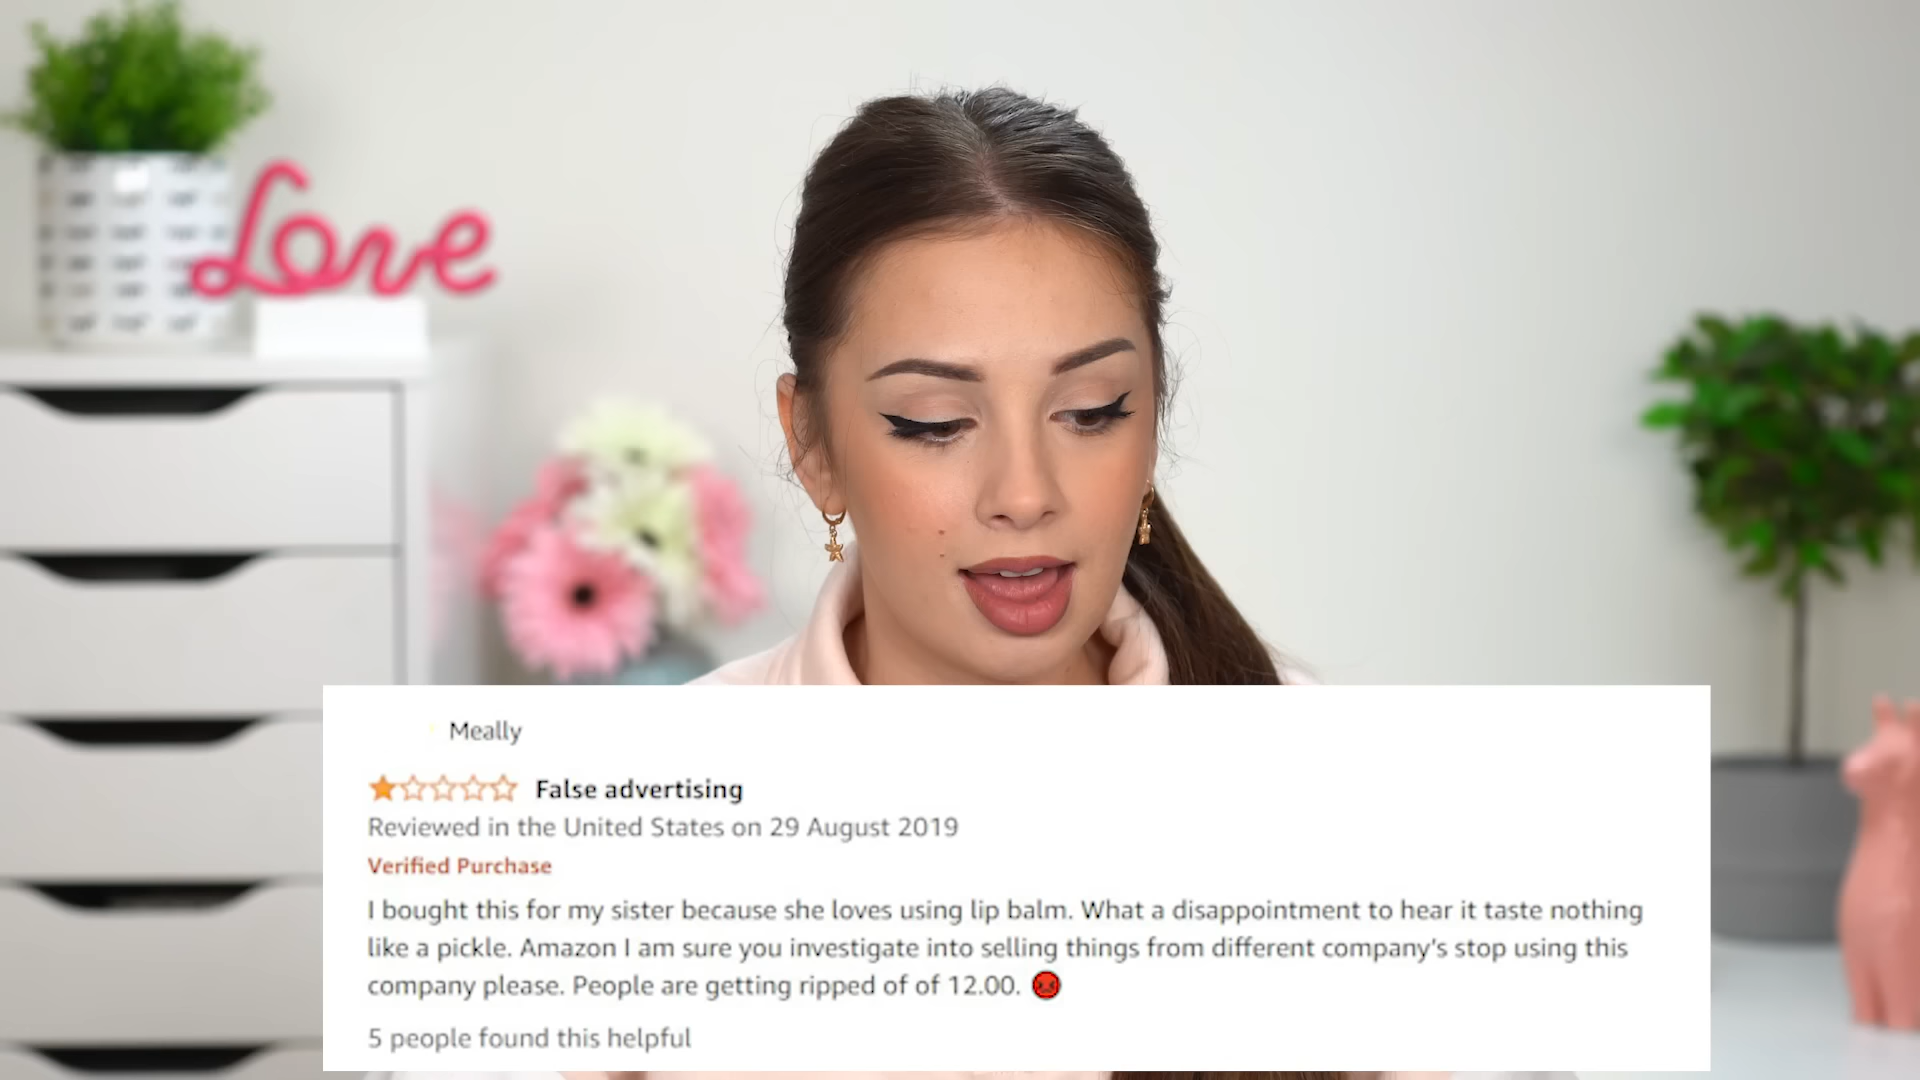 Love
Meally
False advertising
Reviewed in the United States on 29 August 2019
Verified Purchase
I bought this for my sister because she loves using lip balm. What a disappointment to hear it taste nothing
like a pickle. Amazon I am sure you investigate into selling things from different company's stop using this
company please. People are getting ripped of of 12.00. 😡
5 people found this helpful